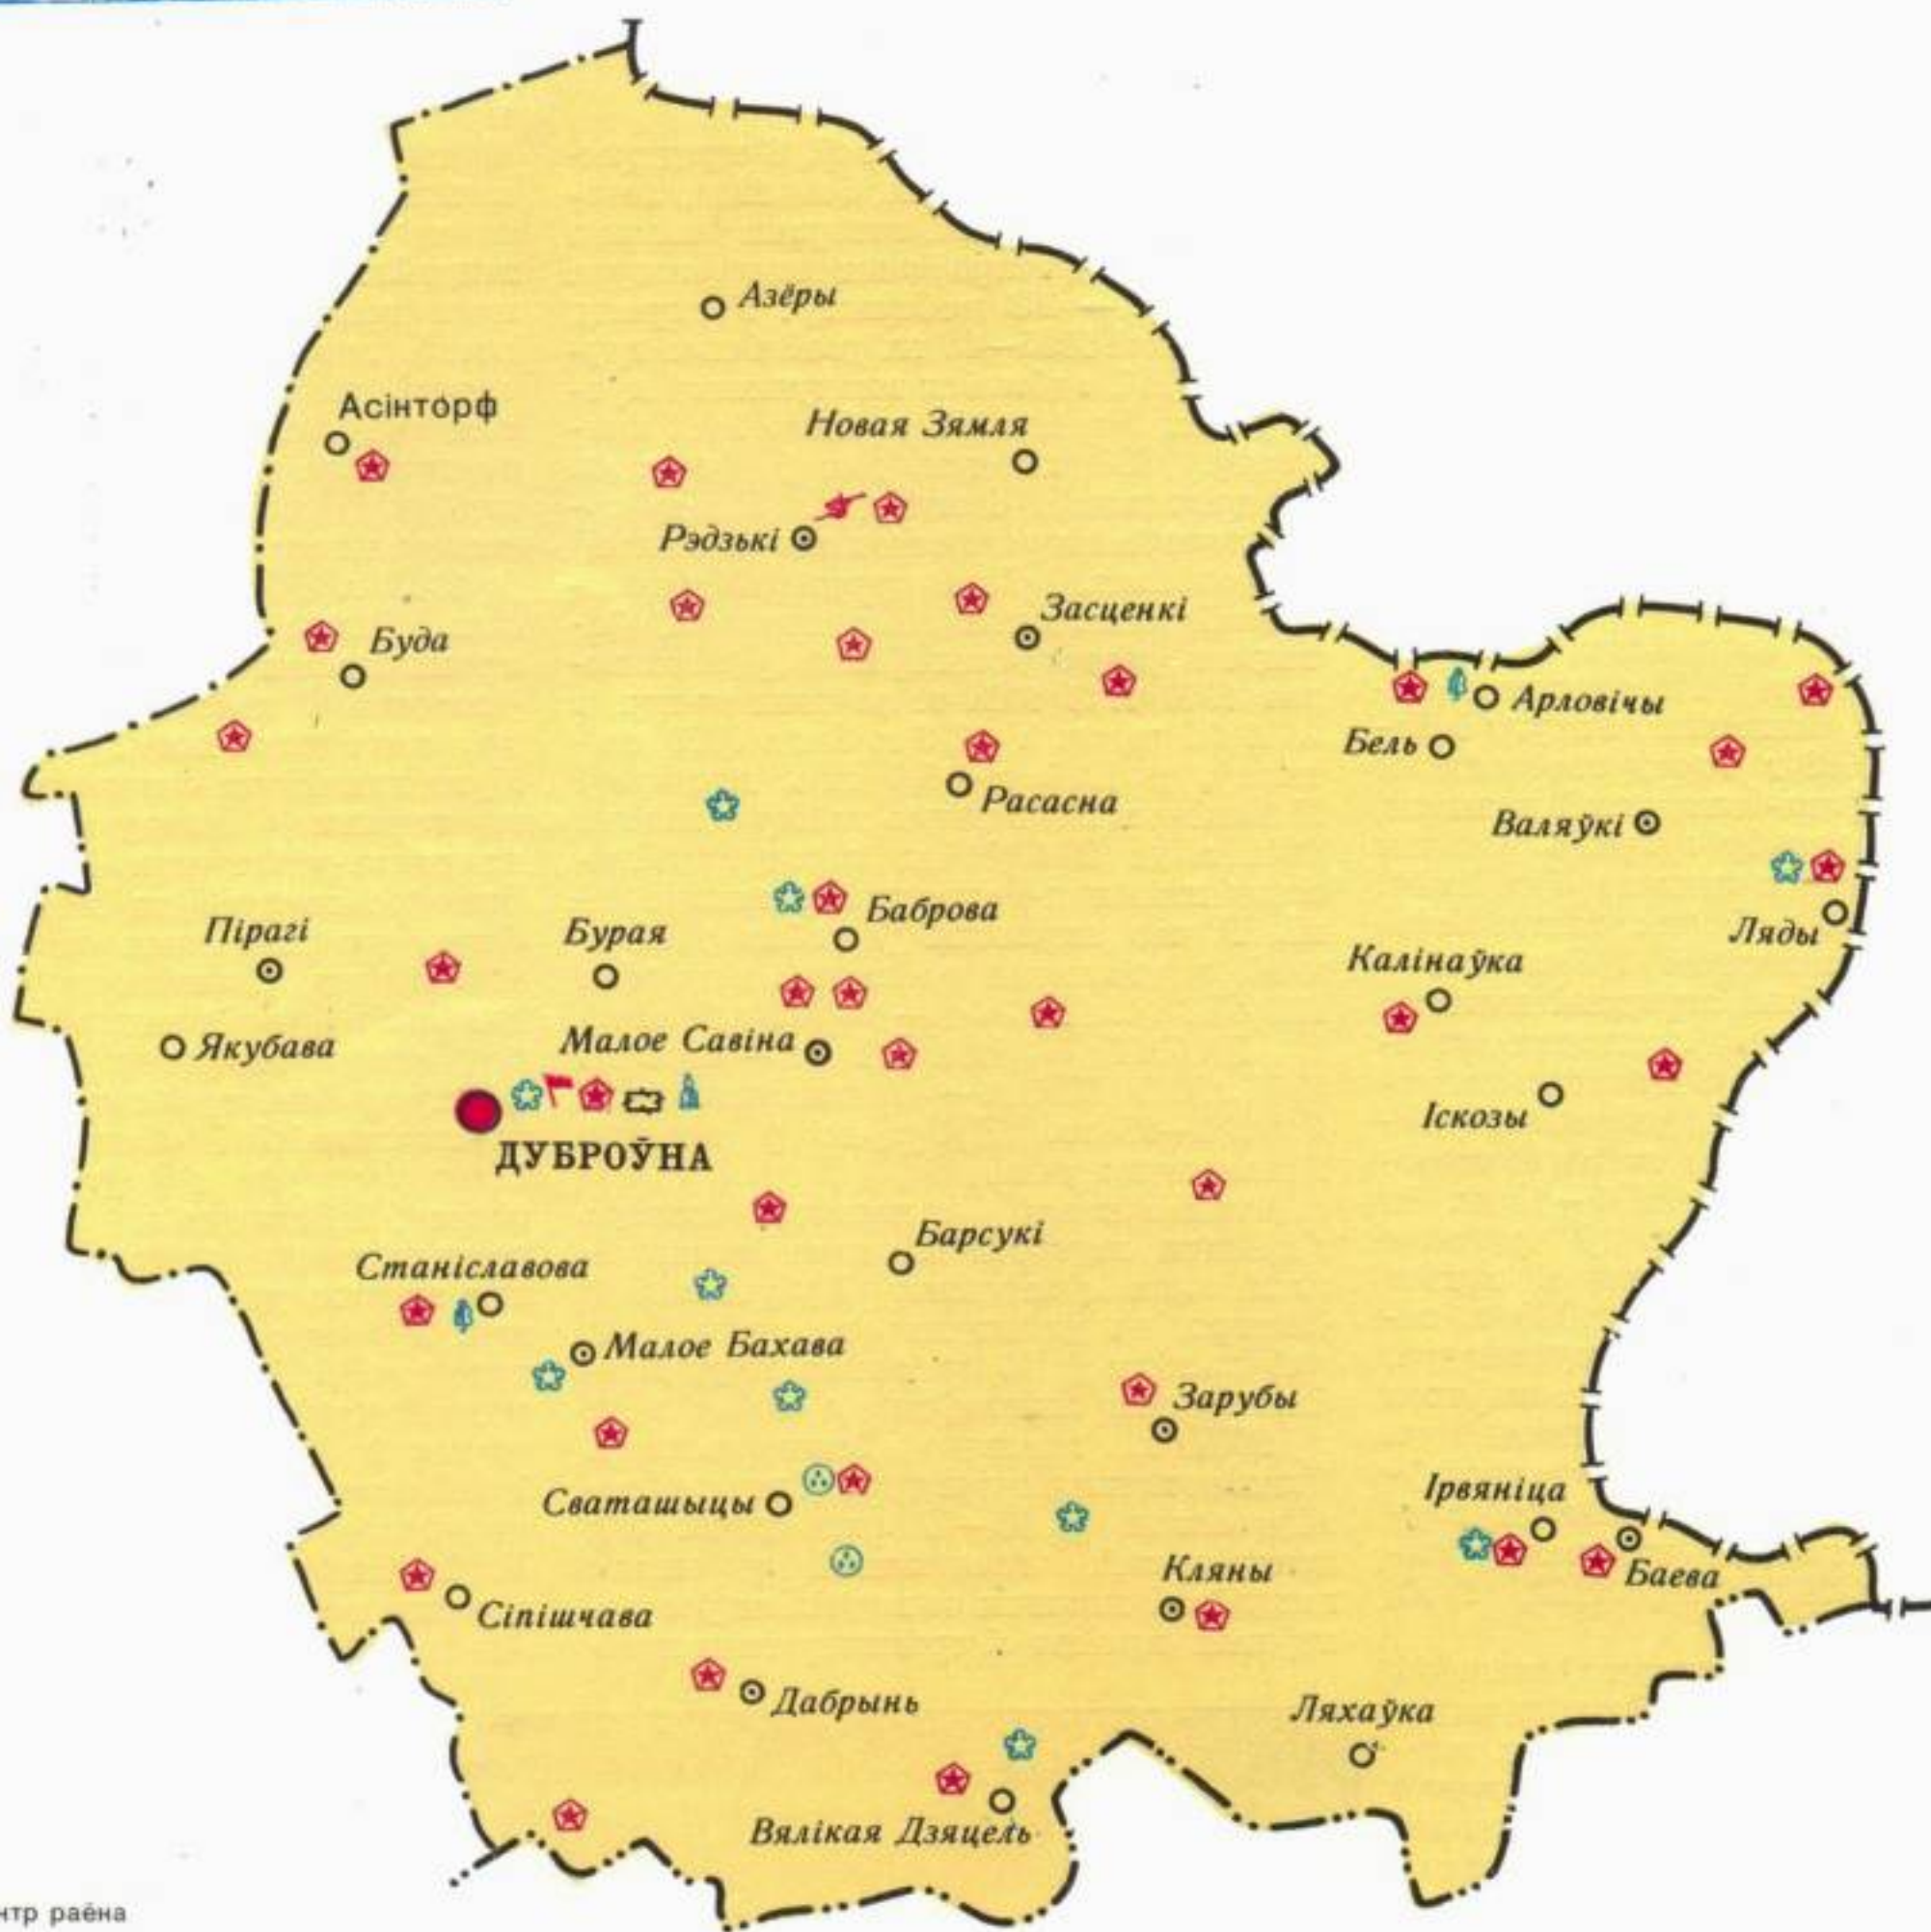 Азёры
Асінторф
Новая Зямля
Рэдзькі
Засценкі
Буда
Арловічы
Бель
Расасна
Валяўкі
Баброва
Пірагі
Бурая
Ляды
Калінаўка
Малое Савіна
Якубава
Іскозы
ДУБРОЎНА
Барсукі
Станіславова
Малое Бахава
Зарубы
Ірвяніца
Сваташыцы
Кляны
Баева
Сіпішчава
Дабрынь
Ляхаўка
Вялікая Дзяцель
нтр раёна